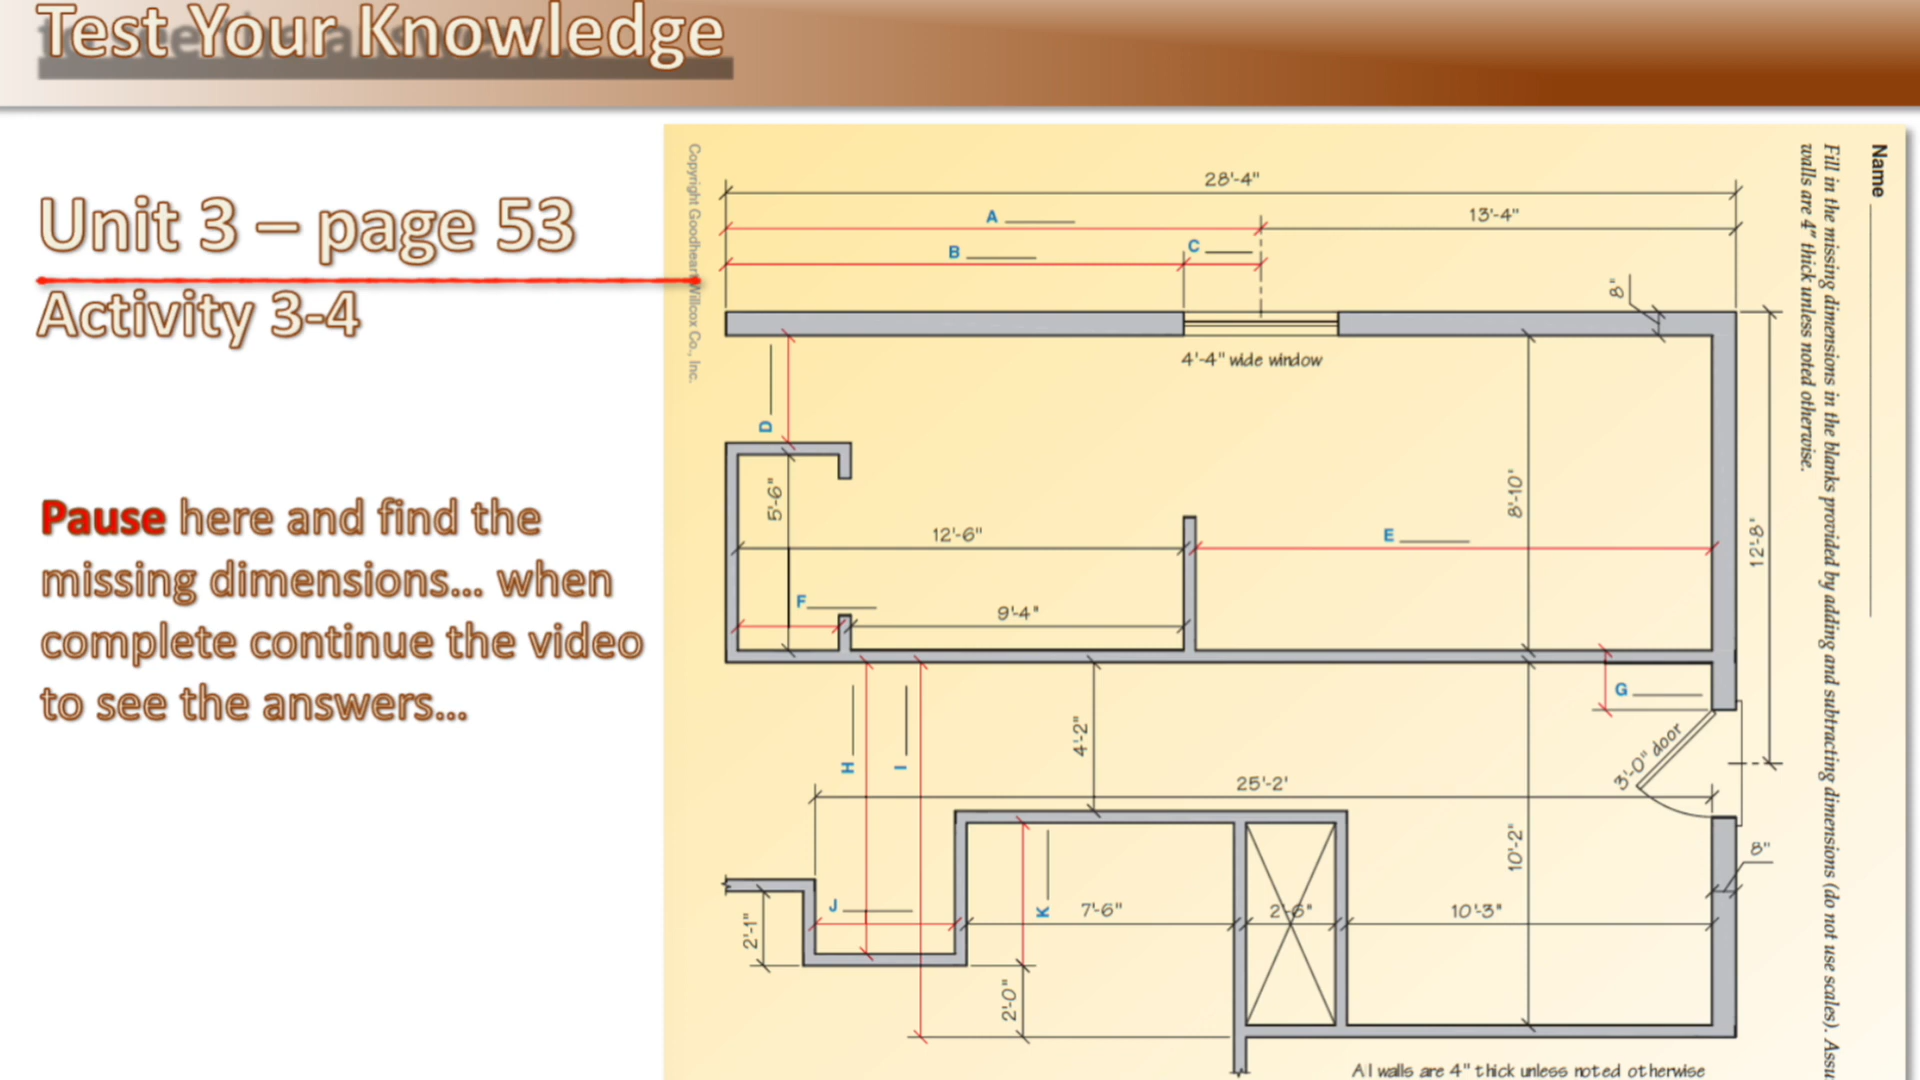 Test Your Knowledge
Unit 3 – page 53
Activity 3-4
Pause here and find the
missing dimensions... when
complete continue the video
to see the answers...
Copyright Goodheart-Willcox Co., Inc.
Name
Fill in the missing dimensions in the blanks provided by adding and subtracting dimensions (do not use scales). Assu
walls are 4" thick unless noted otherwise.
28'-4"
A
13'-4"
B
C
8"
4'-4" wide window
D
5'-6"
12'-6"
E
8'-10'
12'-8'
F
9'-4"
G
H
I
4'-2"
3'-0" door
25'-2'
10'-2"
8"
J
2'-1"
K
7'-6"
2'-6"
10'-3"
2'-0"
All walls are 4" thick unless noted otherwise